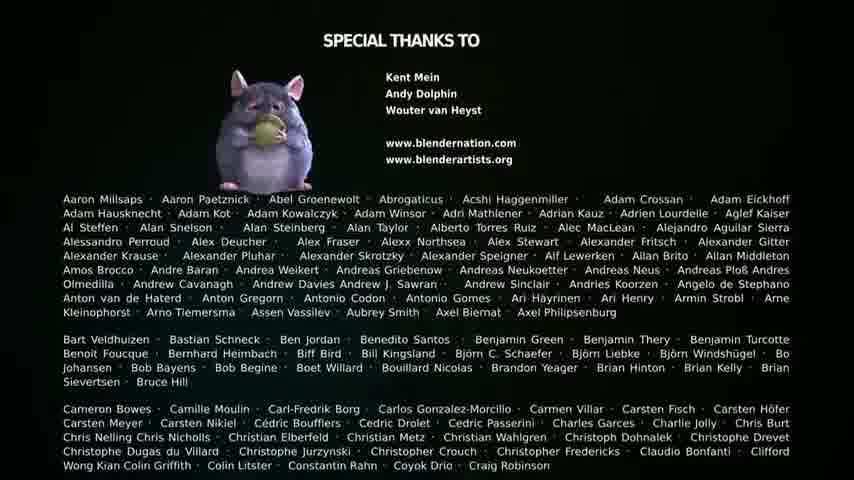 SPECIAL THANKS TO
Kent Mein
Andy Dolphin
Wouter van Heyst
www.blendernation.com
www.blenderartists.org
Aaron Millsaps · Aaron Paetznick · Abel Groenewolt · Abrogaticus · Acshi Haggenmiller · Adam Crossan · Adam Eickhoff
Adam Hausknecht · Adam Kot · Adam Kowalczyk · Adam Winsor · Adri Mathlener · Adrian Kauz · Adrien Lourdelle · Aglef Kaiser
Al Steffen · Alan Snelson · Alan Steinberg · Alan Taylor · Alberto Torres Ruiz · Alec MacLean · Alejandro Aguilar Sierra
Alessandro Perroud · Alex Deucher · Alex Fraser · Alexx Northsea · Alex Stewart · Alexander Fritsch · Alexander Gitter
Alexander Krause · Alexander Pluhar · Alexander Skrotzky · Alexander Speigner · Alf Lewerken · Allan Brito · Allan Middleton
Amos Brocco · Andre Baran · Andrea Weikert · Andreas Griebenow · Andreas Neukoetter · Andreas Neus · Andreas Ploß Andres
Olmedilla · Andrew Cavanagh · Andrew Davies Andrew J. Sawran · Andrew Sinclair · Andries Koorzen · Angelo de Stephano
Anton van de Haterd · Anton Gregorn · Antonio Codon · Antonio Gomes · Ari Häyrinen · Ari Henry · Armin Strobl · Arne
Kleinophorst · Arno Tiemersma · Assen Vassilev · Aubrey Smith · Axel Biernat · Axel Philipsenburg
Bart Veldhuizen · Bastian Schneck · Ben Jordan · Benedito Santos · Benjamin Green · Benjamin Thery · Benjamin Turcotte
Benoit Foucque · Bernhard Heimbach · Biff Bird · Bill Kingsland · Björn C. Schaefer · Björn Liebke · Björn Windshügel · Bo
Johansen · Bob Bayens · Bob Begine · Boet Willard · Bouillard Nicolas · Brandon Yeager · Brian Hinton · Brian Kelly · Brian
Sievertsen · Bruce Hill
Cameron Bowes · Camille Moulin · Carl-Fredrik Borg · Carlos Gonzalez-Morcillo · Carmen Villar · Carsten Fisch · Carsten Höfer
Carsten Meyer · Carsten Nikiel · Cédric Boufflers · Cedric Drolet · Cedric Passerini · Charles Garces · Charlie Jolly · Chris Burt
Chris Nelling Chris Nicholls · Christian Elberfeld · Christian Metz · Christian Wahlgren · Christoph Dohnalek · Christophe Drevet
Christophe Dugas du Villard · Christophe Jurzynski · Christopher Crouch · Christopher Fredericks · Claudio Bonfanti · Clifford
Wong Kian Colin Griffith · Colin Litster · Constantin Rahn · Coyok Drio · Craig Robinson